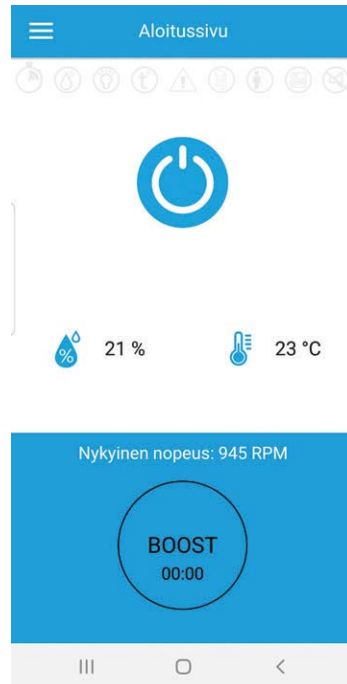 Aloitussivu
21 %
23 °C
Nykyinen nopeus: 945 RPM
BOOST
00:00